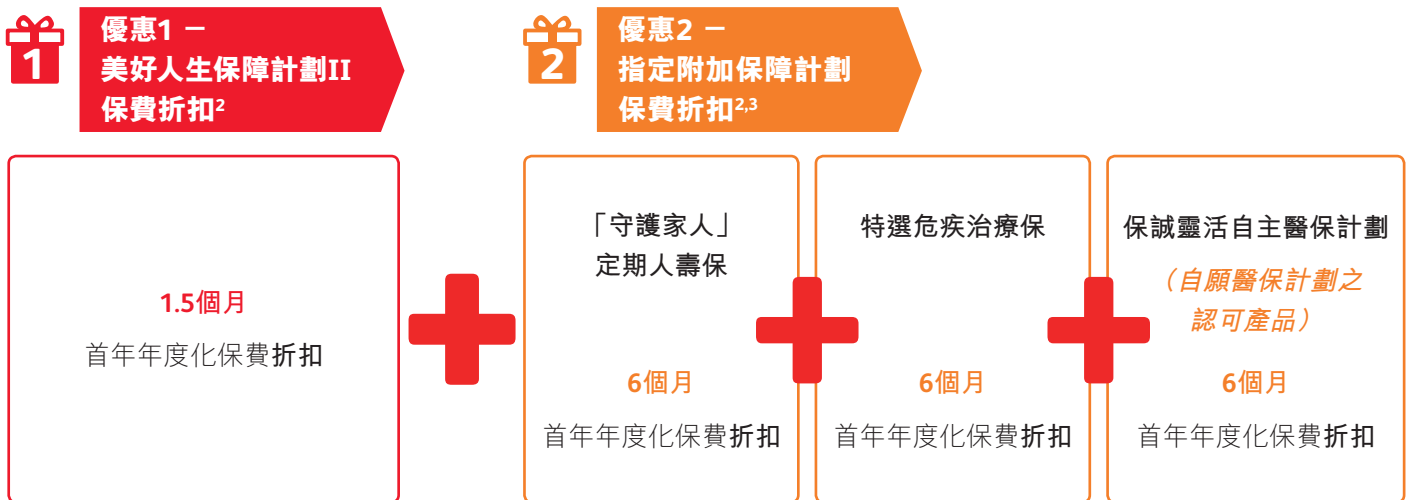 1
優惠1 －
美好人生保障計劃II
保費折扣²
2
優惠2 －
指定附加保障計劃
保費折扣²,³
1.5個月
首年年度化保費折扣
「守護家人」
定期人壽保
6個月
首年年度化保費折扣
特選危疾治療保
6個月
首年年度化保費折扣
保誠靈活自主醫保計劃
（自願醫保計劃之
認可產品）
6個月
首年年度化保費折扣